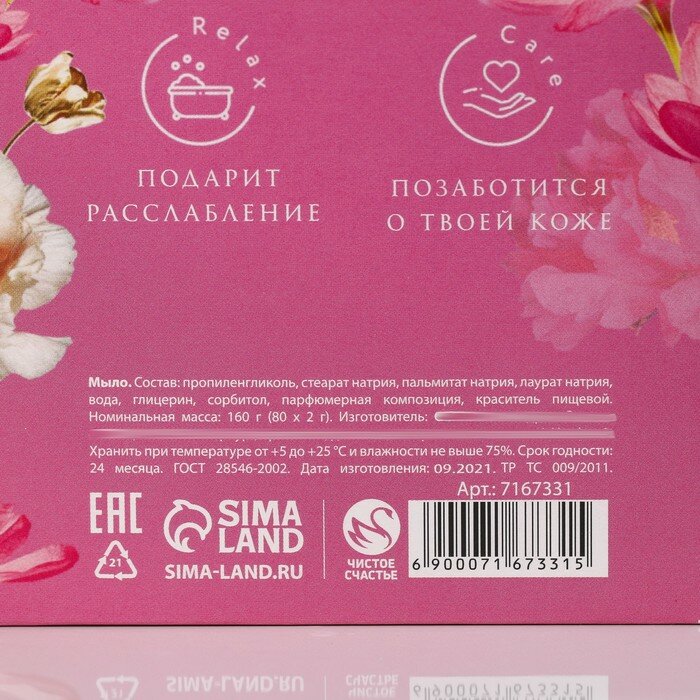 Relax
Care
ПОДАРИТ
РАССЛАБЛЕНИЕ
ПОЗАБОТИТСЯ
О ТВОЕЙ КОЖЕ
Мыло. Состав: пропиленгликоль, стеарат натрия, пальмитат натрия, лаурат натрия,
вода, глицерин, сорбитол, парфюмерная композиция, краситель пищевой.
Номинальная масса: 160 г (80 х 2 г). Изготовитель:
Хранить при температуре от +5 до +25 °С и влажности не выше 75%. Срок годности:
24 месяца. ГОСТ 28546-2002. Дата изготовления: 09.2021. ТР ТС 009/2011.
Арт.: 7167331
ЕАС
21
SIMA
LAND
SIMA-LAND.RU
ЧИСТОЕ
СЧАСТЬЕ
6 900071 673315